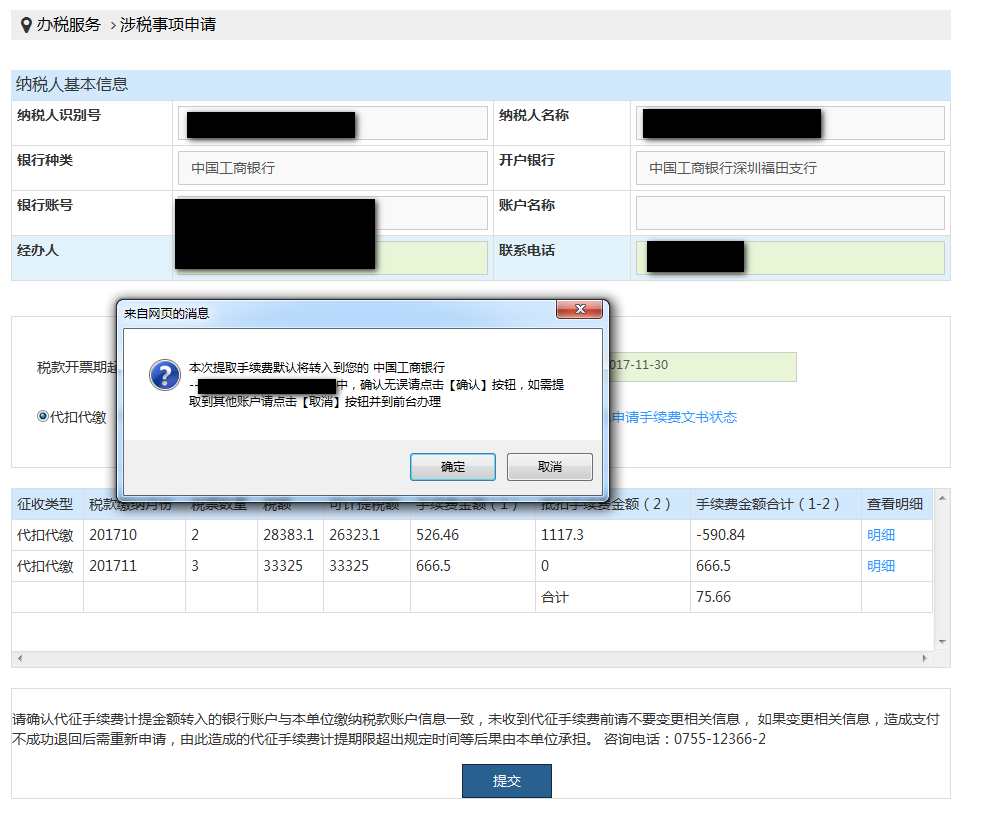 办税服务 ›涉税事项申请
纳税人基本信息
纳税人识别号
纳税人名称
银行种类 中国工商银行
开户银行 中国工商银行深圳福田支行
银行账号
账户名称
经办人
联系电话
来自网页的消息
税款开票期
017-11-30
本次提取手续费默认将转入到您的 中国工商银行
--中，确认无误请点击【确认】按钮，如需提
取到其他账户请点击【取消】按钮并到前台办理
代扣代缴
申请手续费文书状态
确定 取消
征收类型 税款缴纳月份 税票数量 税额 可计提税额 手续费金额（1） 抵扣手续费金额（2） 手续费金额合计（1-2） 查看明细
代扣代缴 201710 2 28383.1 26323.1 526.46 1117.3 -590.84 明细
代扣代缴 201711 3 33325 33325 666.5 0 666.5 明细
合计 75.66
请确认代征手续费计提金额转入的银行账户与本单位缴纳税款账户信息一致，未收到代征手续费前请不要变更相关信息， 如果变更相关信息，造成支付
不成功退回后需重新申请，由此造成的代征手续费计提期限超出规定时间等后果由本单位承担。 咨询电话：0755-12366-2
提交